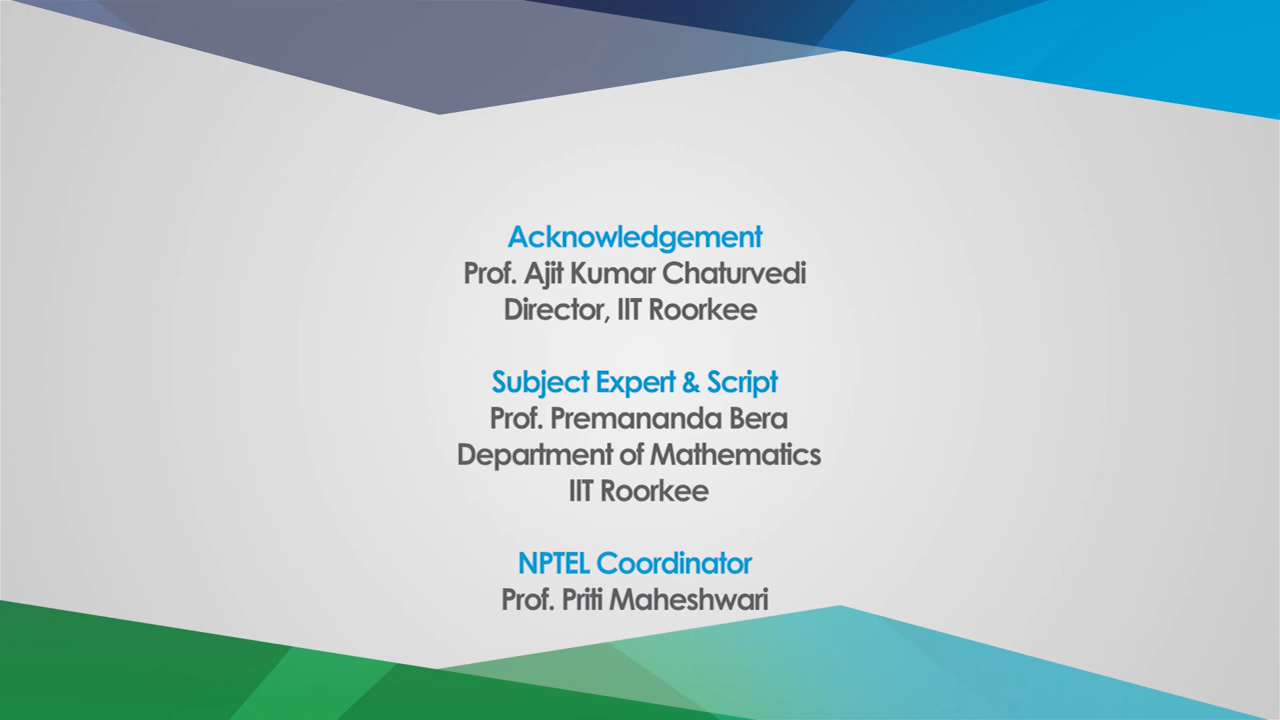 Acknowledgement
Prof. Ajit Kumar Chaturvedi
Director, IIT Roorkee
Subject Expert & Script
Prof. Premananda Bera
Department of Mathematics
IIT Roorkee
NPTEL Coordinator
Prof. Priti Maheshwari